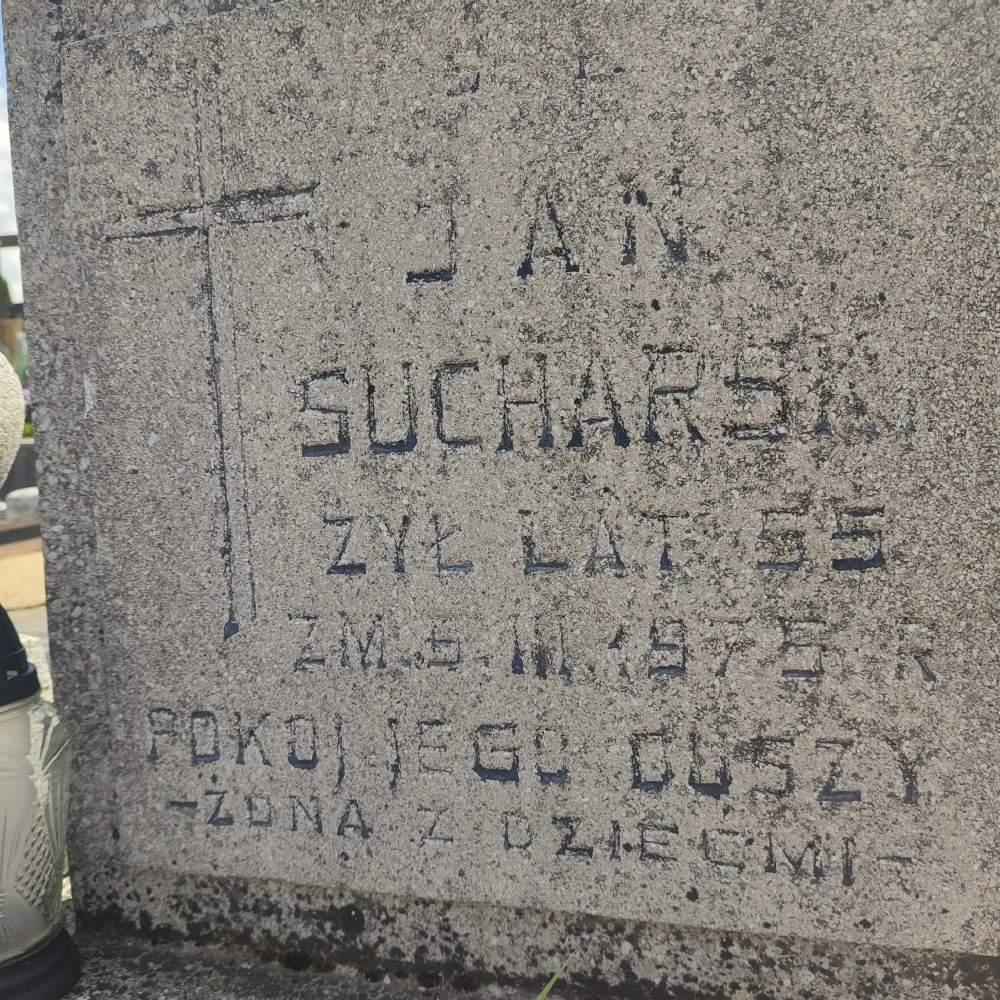 Ś.Ɨ P.
JAN
SUCHARSKI
ŻYŁ LAT 55
ZM. 5. III. 1975 R
POKÓJ JEGO DUSZY
-ŻONA Z DZIEĆMI-